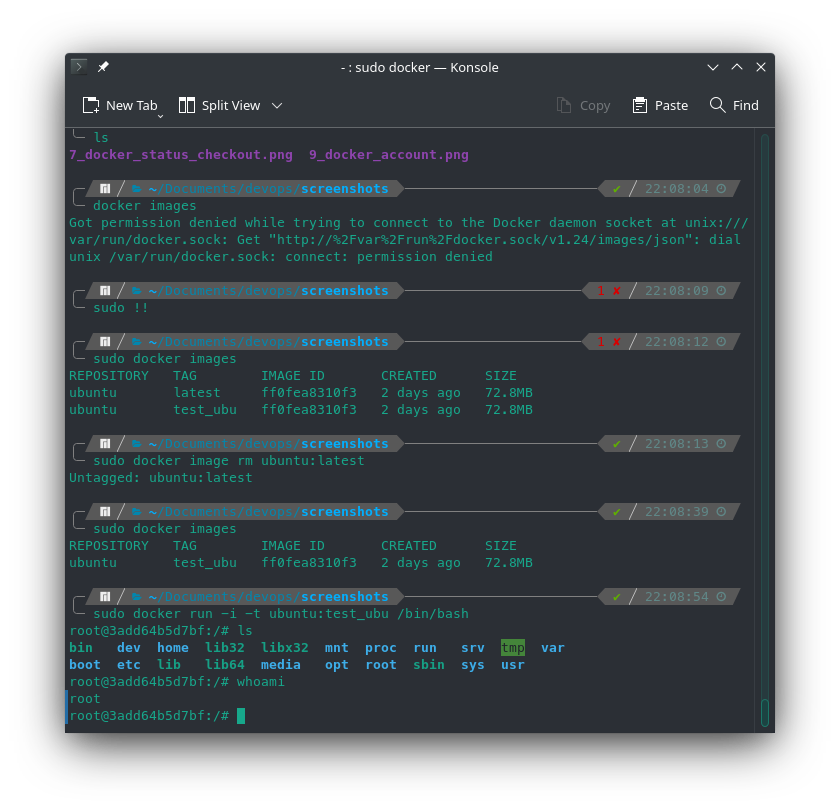 - : sudo docker — Konsole
New Tab Split View Copy Paste Find
ls
7_docker_status_checkout.png 9_docker_account.png
~/Documents/devops/screenshots 22:08:04
docker images
Got permission denied while trying to connect to the Docker daemon socket at unix:///
var/run/docker.sock: Get "http://%2Fvar%2Frun%2Fdocker.sock/v1.24/images/json": dial
unix /var/run/docker.sock: connect: permission denied
~/Documents/devops/screenshots 1 ✘ 22:08:09
sudo !!
~/Documents/devops/screenshots 1 ✘ 22:08:12
sudo docker images
REPOSITORY TAG IMAGE ID CREATED SIZE
ubuntu latest ff0fea8310f3 2 days ago 72.8MB
ubuntu test_ubu ff0fea8310f3 2 days ago 72.8MB
~/Documents/devops/screenshots ✔ 22:08:13
sudo docker image rm ubuntu:latest
Untagged: ubuntu:latest
~/Documents/devops/screenshots ✔ 22:08:39
sudo docker images
REPOSITORY TAG IMAGE ID CREATED SIZE
ubuntu test_ubu ff0fea8310f3 2 days ago 72.8MB
~/Documents/devops/screenshots ✔ 22:08:54
sudo docker run -i -t ubuntu:test_ubu /bin/bash
root@3add64b5d7bf:/# ls
bin dev home lib32 libx32 mnt proc run srv tmp var
boot etc lib lib64 media opt root sbin sys usr
root@3add64b5d7bf:/# whoami
root
root@3add64b5d7bf:/#